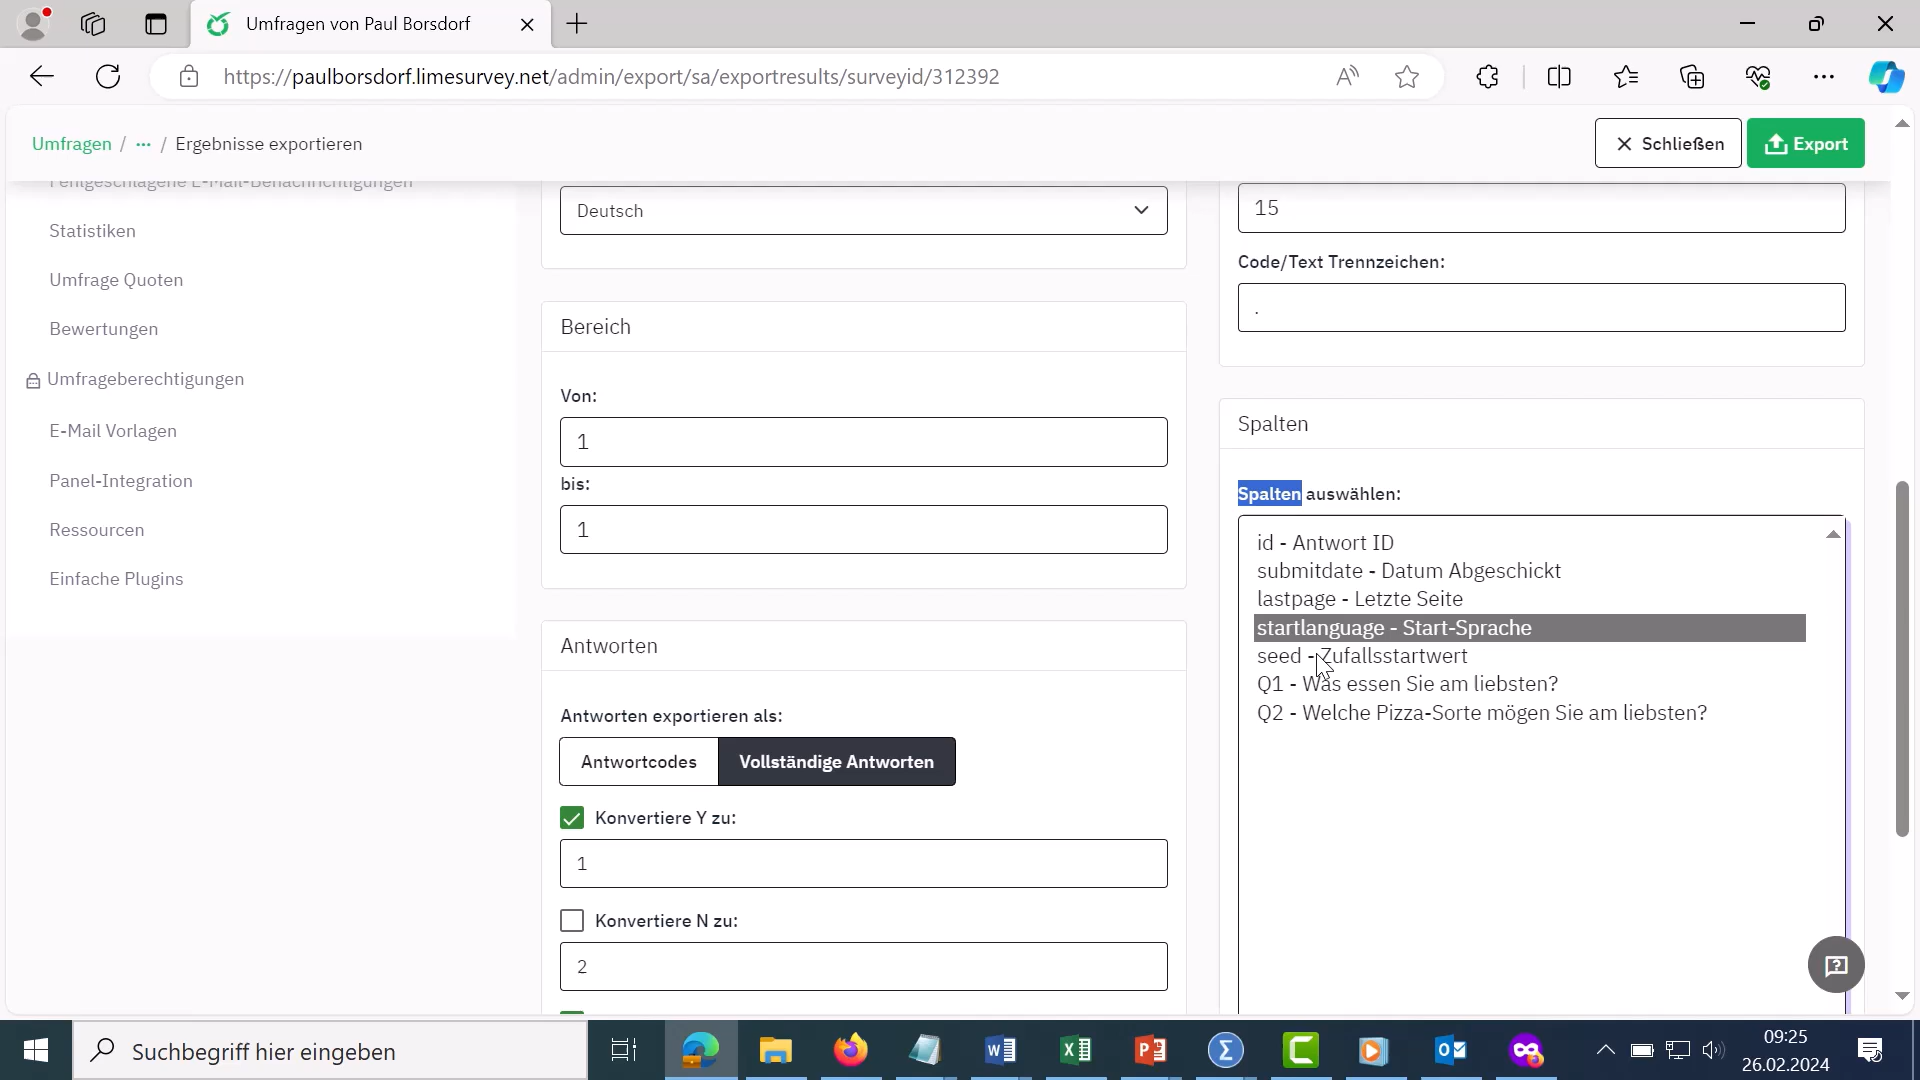 Umfragen von Paul Borsdorf
https://paulborsdorf.limesurvey.net/admin/export/sa/exportresults/surveyid/312392
Umfragen / ··· / Ergebnisse exportieren
Schließen
Export
Fehlgeschlagene E-Mail-Benachrichtigungen
Statistiken
Umfrage Quoten
Bewertungen
Umfrageberechtigungen
E-Mail Vorlagen
Panel-Integration
Ressourcen
Einfache Plugins
Deutsch
Bereich
Von:
1
bis:
1
Antworten
Antworten exportieren als:
Antwortcodes
Vollständige Antworten
Konvertiere Y zu:
1
Konvertiere N zu:
2
15
Code/Text Trennzeichen:
.
Spalten
Spalten auswählen:
id - Antwort ID
submitdate - Datum Abgeschickt
lastpage - Letzte Seite
startlanguage - Start-Sprache
seed - Zufallsstartwert
Q1 - Was essen Sie am liebsten?
Q2 - Welche Pizza-Sorte mögen Sie am liebsten?
Suchbegriff hier eingeben
09:25
26.02.2024